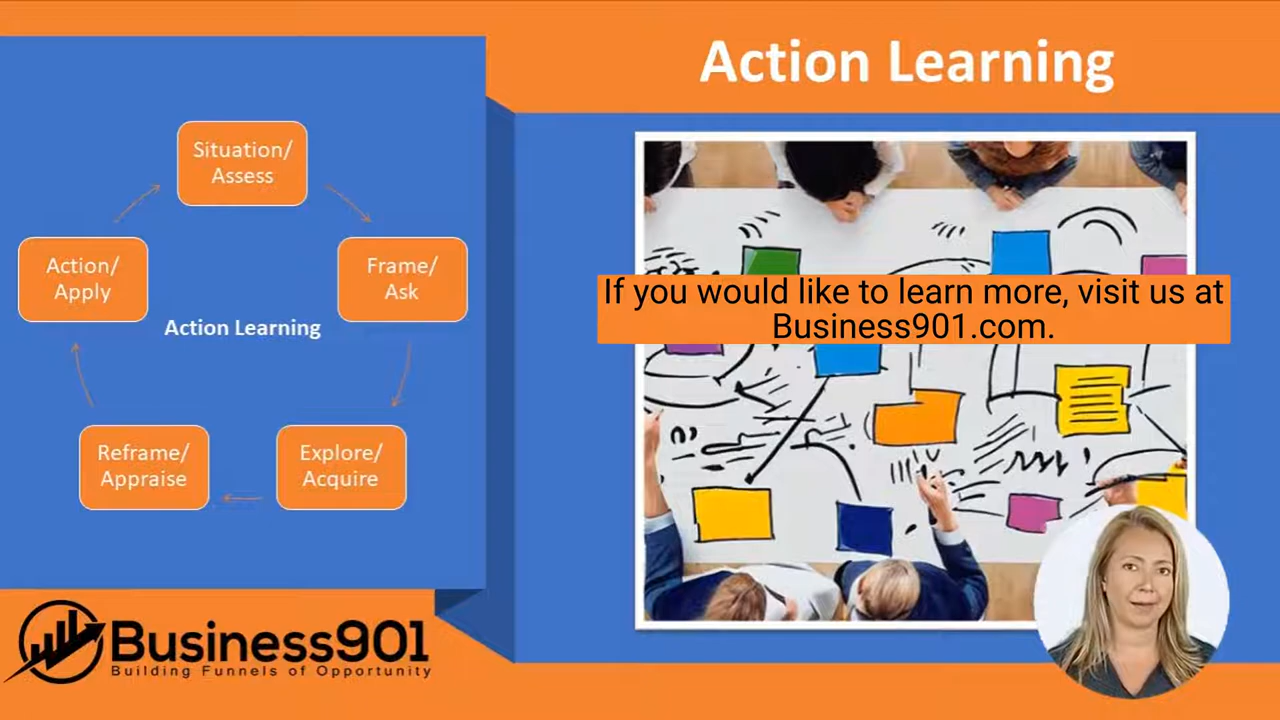 Action Learning
Situation/
Assess
Frame/
Ask
Explore/
Acquire
Reframe/
Appraise
Action/
Apply
Action Learning
If you would like to learn more, visit us at
Business901.com.
Business901
Building Funnels of Opportunity